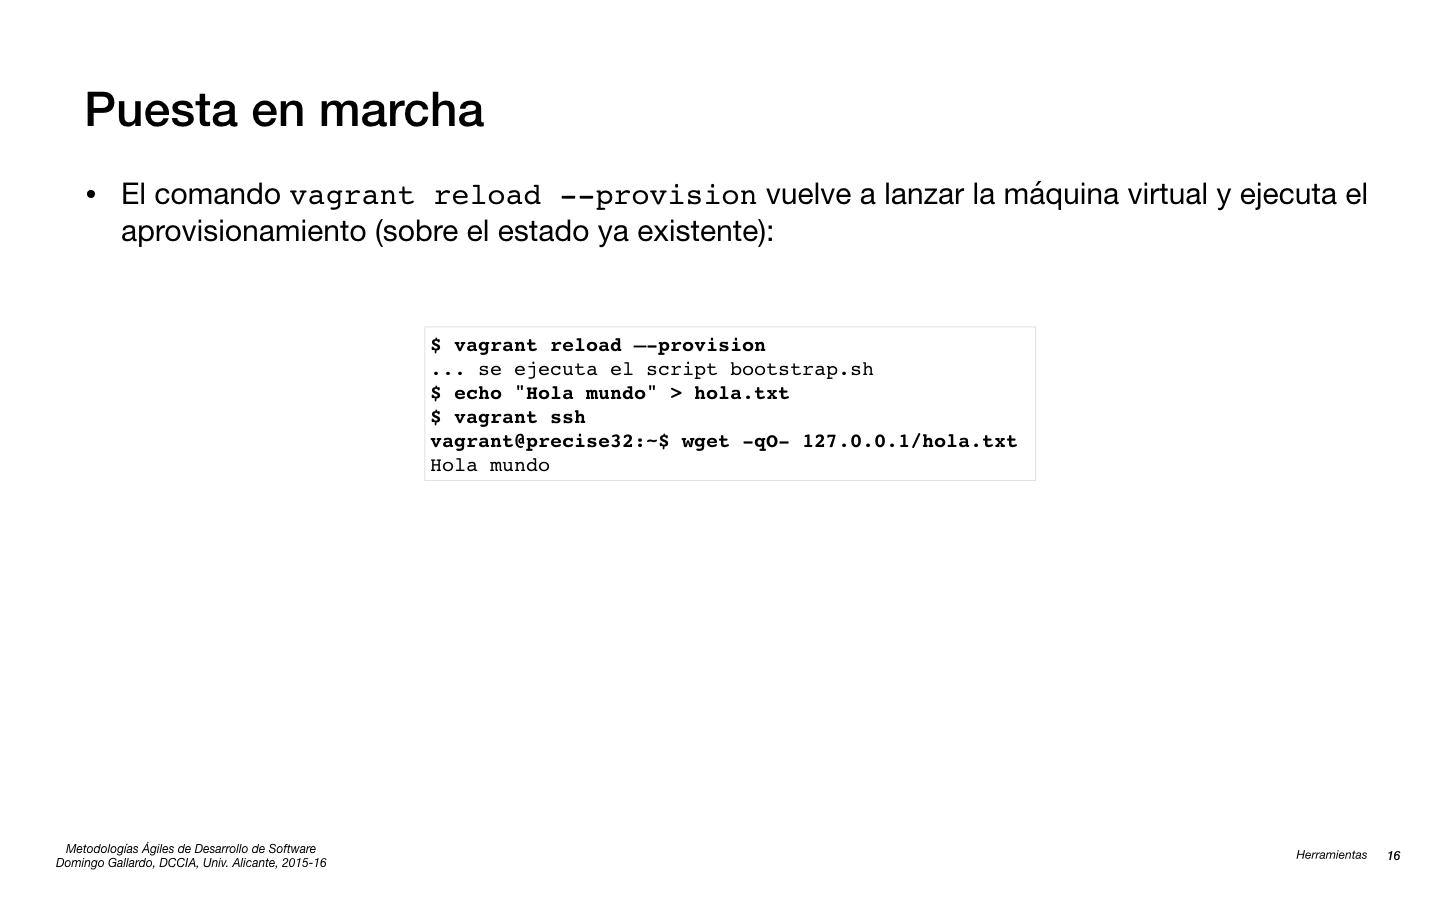 Puesta en marcha
• El comando vagrant reload --provision vuelve a lanzar la máquina virtual y ejecuta el
aprovisionamiento (sobre el estado ya existente):
$ vagrant reload —-provision
... se ejecuta el script bootstrap.sh
$ echo "Hola mundo" > hola.txt
$ vagrant ssh
vagrant@precise32:~$ wget -qO- 127.0.0.1/hola.txt
Hola mundo
Metodologías Ágiles de Desarrollo de Software
Domingo Gallardo, DCCIA, Univ. Alicante, 2015-16
Herramientas 16